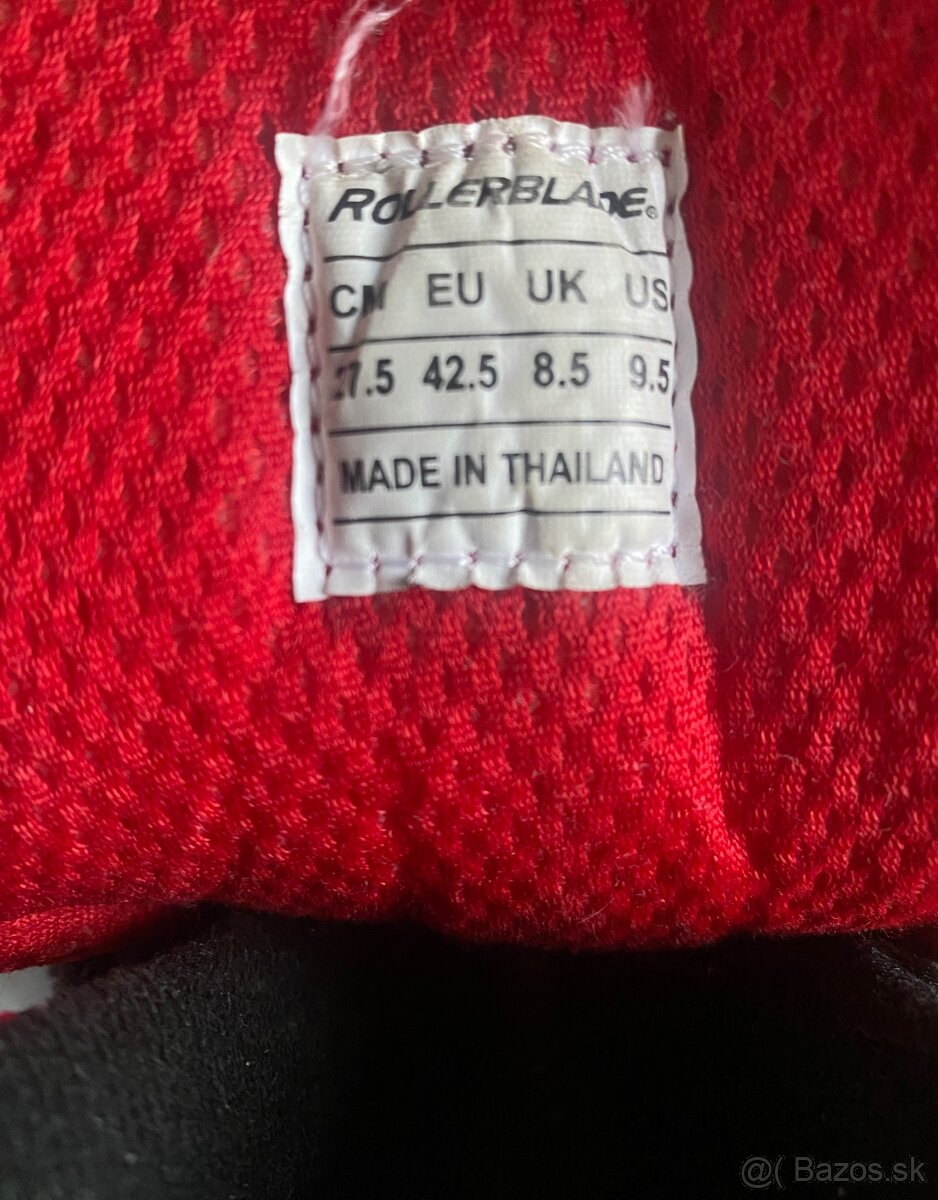 ROLLERBLADE®
CM EU UK US
27.5 42.5 8.5 9.5
MADE IN THAILAND
@( Bazos.sk